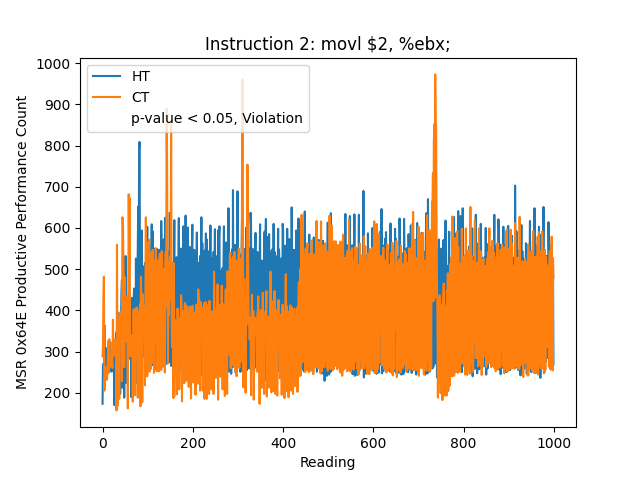 Instruction 2: movl $2, %ebx;
HT
CT
p-value < 0.05, Violation
MSR 0x64E Productive Performance Count
1000
900
800
700
600
500
400
300
200
0
200
400
600
800
1000
Reading